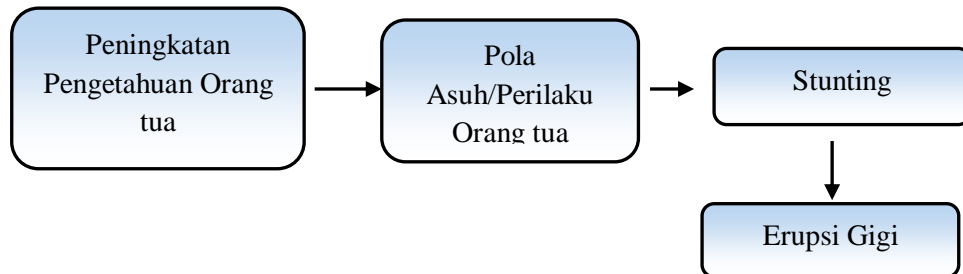 Peningkatan
Pengetahuan Orang
tua
Pola
Asuh/Perilaku
Orang tua
Stunting
Erupsi Gigi